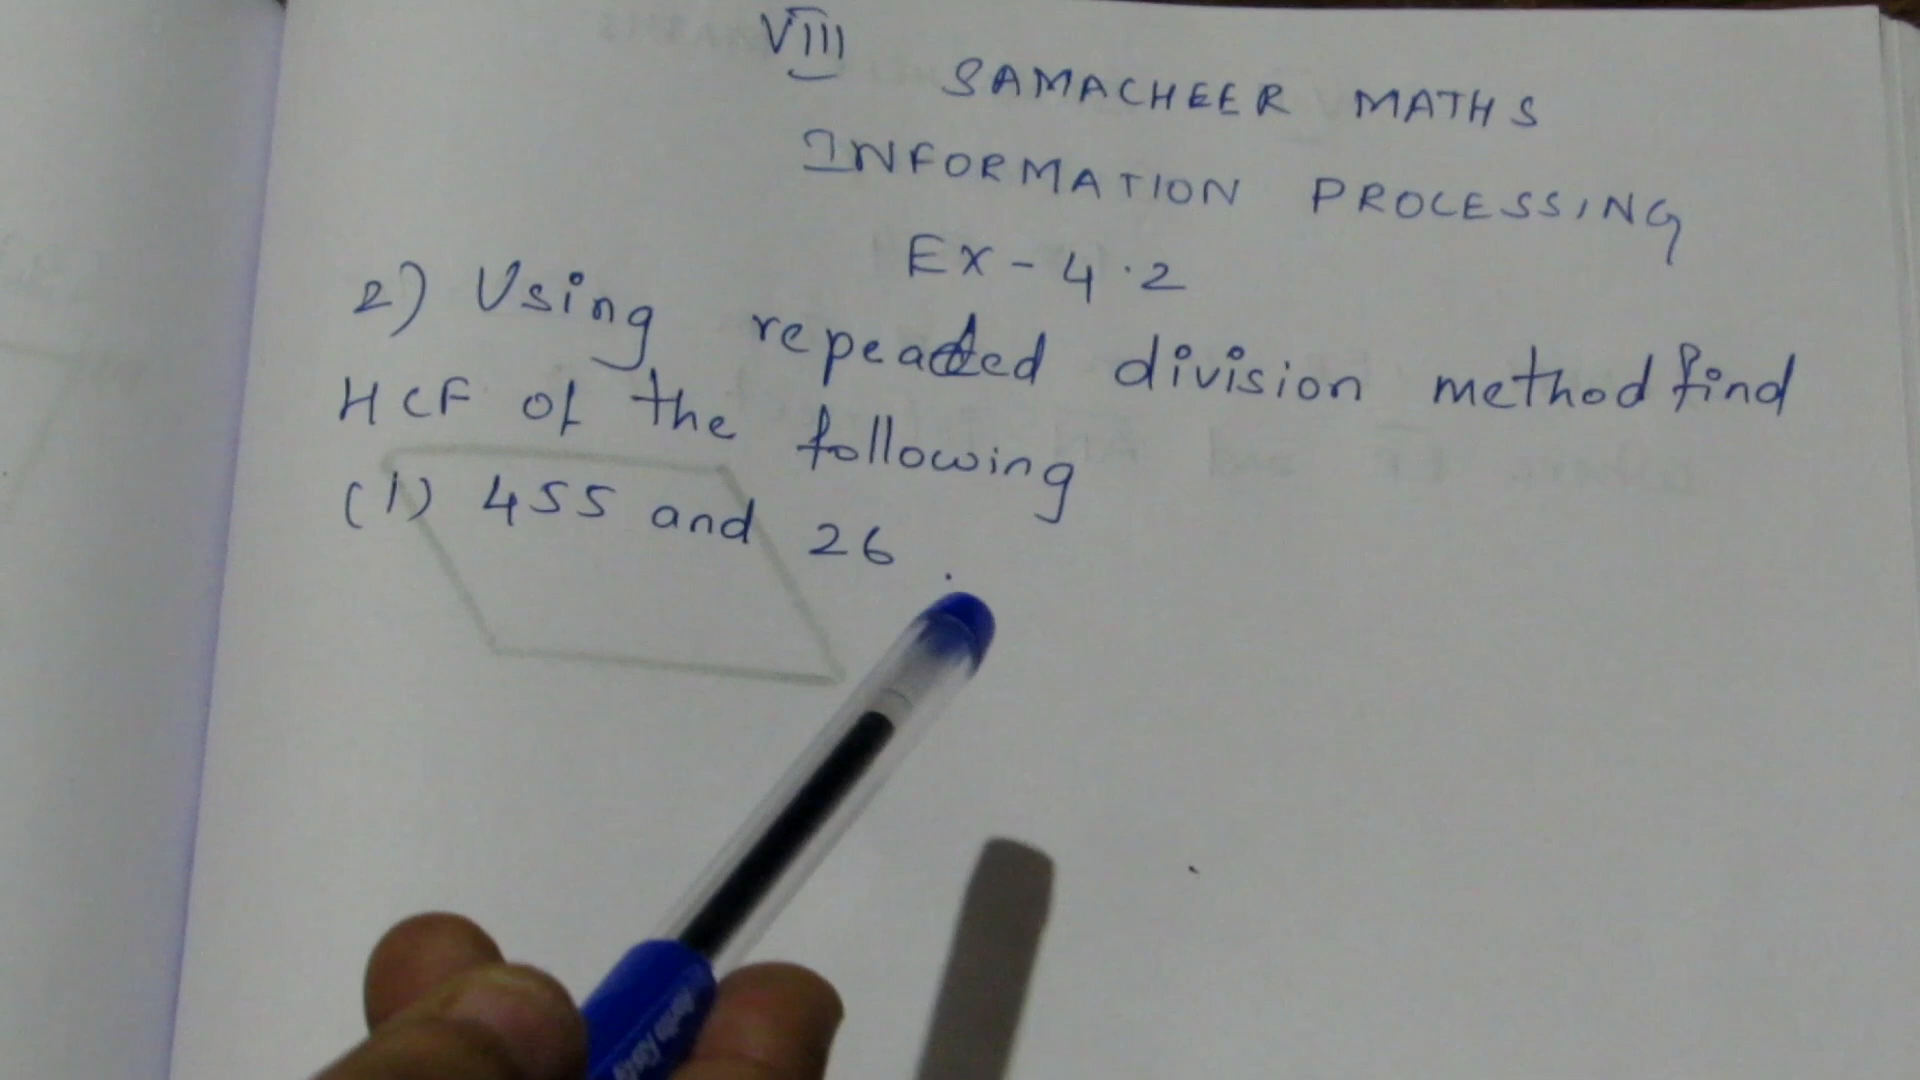 VIII
SAMACHEER MATHS
INFORMATION PROCESSING
EX - 4.2
2) Using repeated division method find
HCF of the following
(1) 455 and 26.